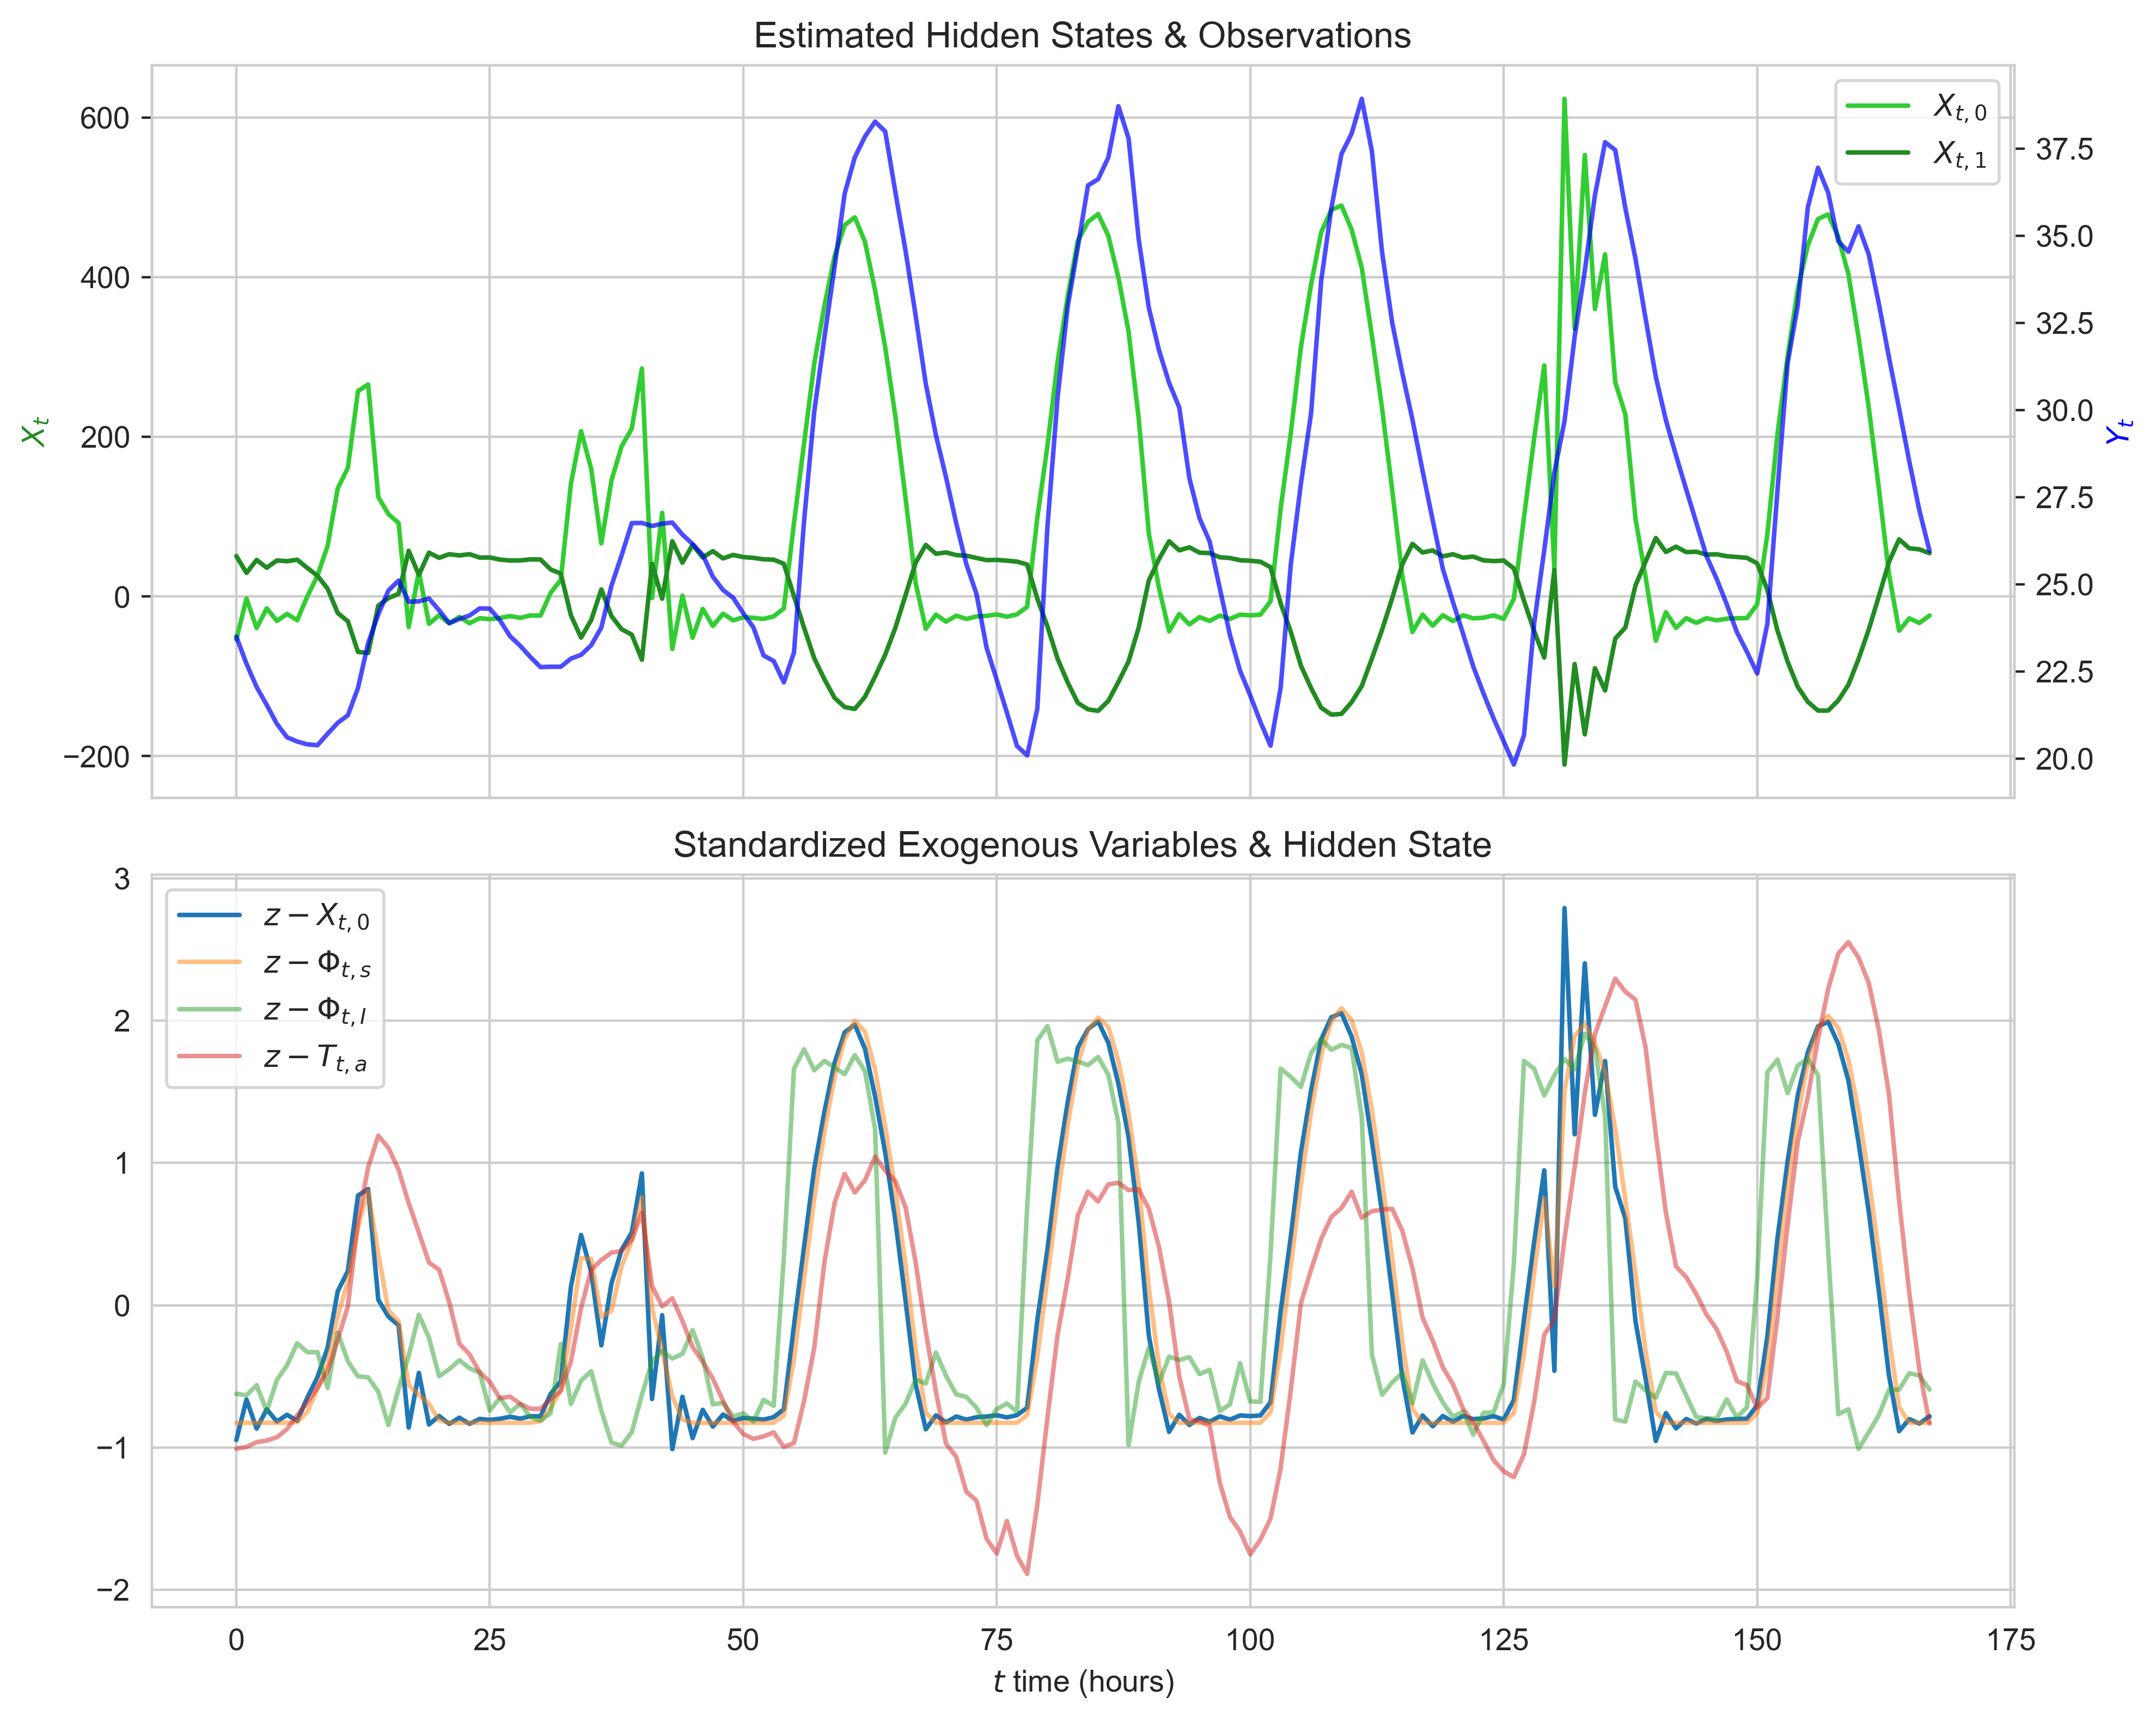 Estimated Hidden States & Observations
600
400
200
0
−200
X_t
X_{t,0}
X_{t,1}
37.5
35.0
32.5
30.0
27.5
25.0
22.5
20.0
Y_t
Standardized Exogenous Variables & Hidden State
3
2
1
0
−1
−2
z − X_{t,0}
z − Φ_{t,s}
z − Φ_{t,l}
z − T_{t,a}
0 25 50 75 100 125 150 175
t time (hours)